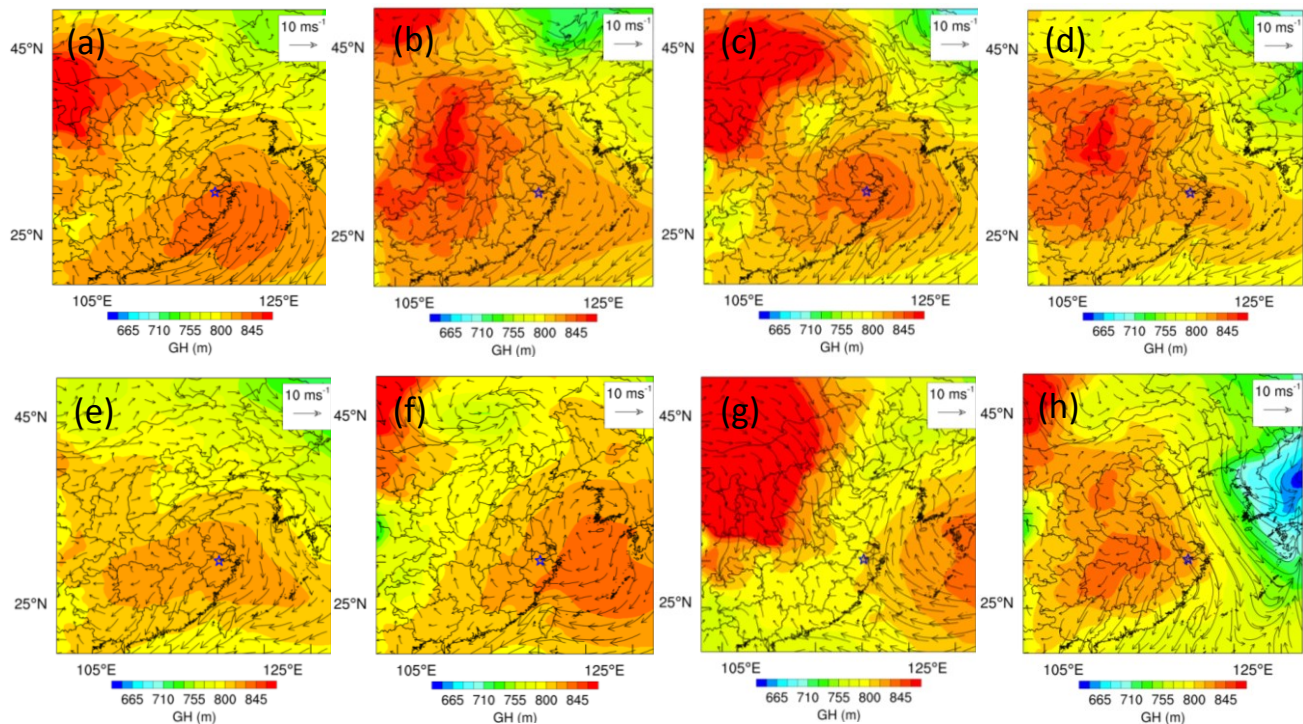 (a) (b) (c) (d)
10 ms⁻¹ 10 ms⁻¹ 10 ms⁻¹ 10 ms⁻¹
45°N 45°N 45°N 45°N
25°N 25°N 25°N 25°N
105°E 125°E 105°E 125°E 105°E 125°E 105°E 125°E
665 710 755 800 845 665 710 755 800 845 665 710 755 800 845 665 710 755 800 845
GH (m) GH (m) GH (m) GH (m)
(e) (f) (g) (h)
10 ms⁻¹ 10 ms⁻¹ 10 ms⁻¹ 10 ms⁻¹
45°N 45°N 45°N 45°N
25°N 25°N 25°N 25°N
105°E 125°E 105°E 125°E 105°E 125°E 105°E 125°E
665 710 755 800 845 665 710 755 800 845 665 710 755 800 845 665 710 755 800 845
GH (m) GH (m) GH (m) GH (m)